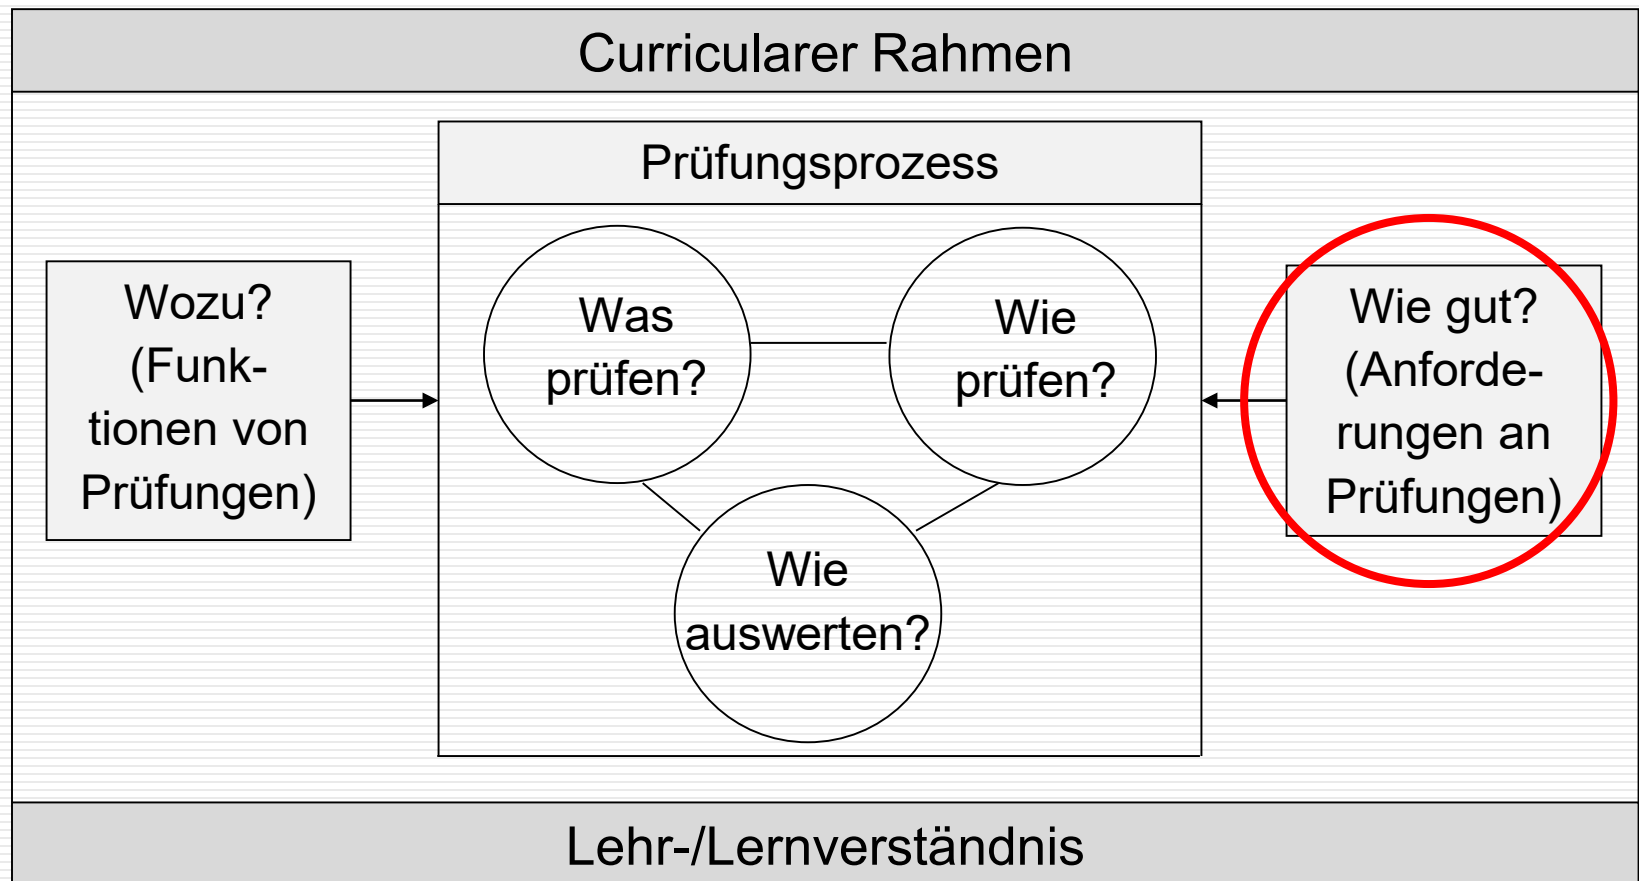 Curricularer Rahmen
Prüfungsprozess
Wozu?
(Funk-
tionen von
Prüfungen)
Was
prüfen?
Wie
prüfen?
Wie
auswerten?
Wie gut?
(Anforde-
rungen an
Prüfungen)
Lehr-/Lernverständnis